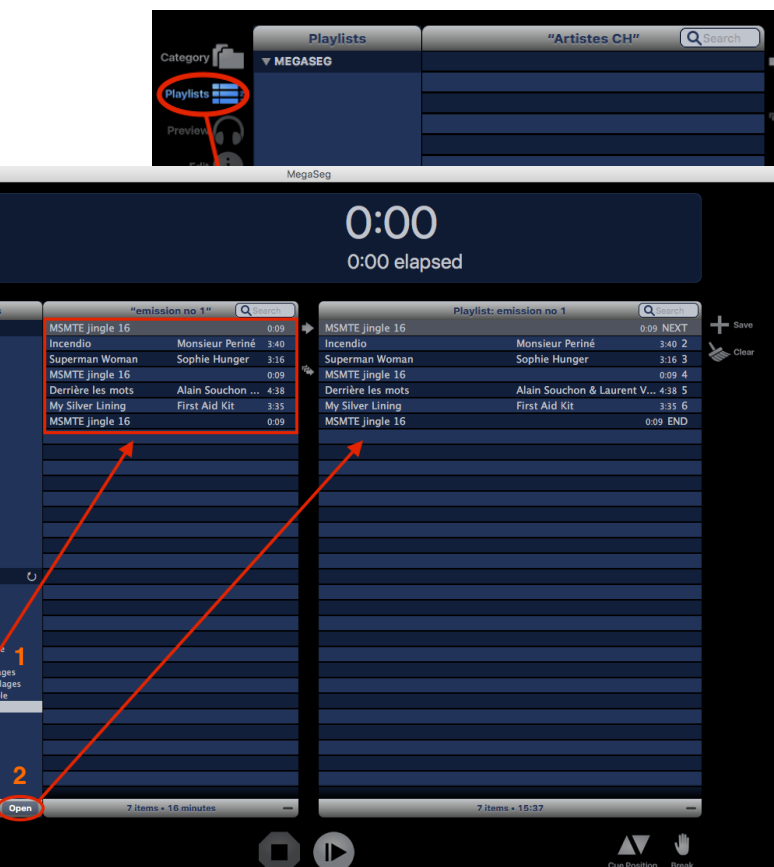 Playlists
"Artistes CH"
Search
Category
▼ MEGASEG
Playlists
Preview
Edit
MegaSeg
0:00
0:00 elapsed
"emission no 1"
Search
MSMTE jingle 16 0:09
Incendio Monsieur Periné 3:40
Superman Woman Sophie Hunger 3:16
MSMTE jingle 16 0:09
Derrière les mots Alain Souchon ... 4:38
My Silver Lining First Aid Kit 3:35
MSMTE jingle 16 0:09
Playlist: emission no 1
Search
MSMTE jingle 16 0:09 NEXT
Incendio Monsieur Periné 3:40 2
Superman Woman Sophie Hunger 3:16 3
MSMTE jingle 16 0:09 4
Derrière les mots Alain Souchon & Laurent V... 4:38 5
My Silver Lining First Aid Kit 3:35 6
MSMTE jingle 16 0:09 END
Save
Clear
1
2
Open
7 items • 16 minutes
7 items • 15:37
Cue Position
Break